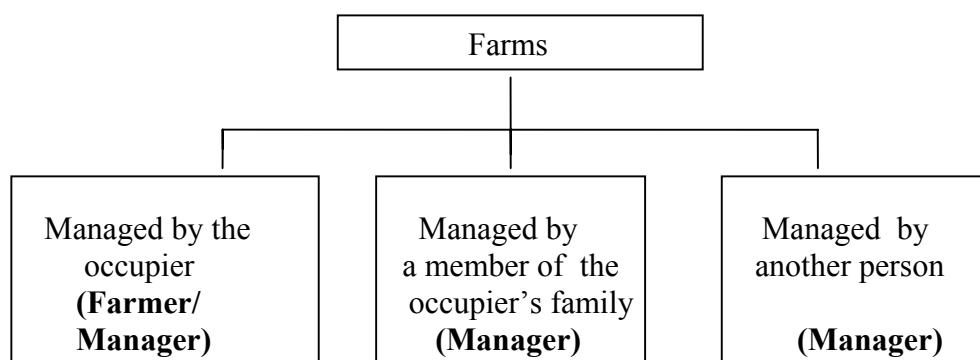 Farms
Managed by the
occupier
(Farmer/
Manager)
Managed by
a member of the
occupier’s family
(Manager)
Managed by
another person
(Manager)